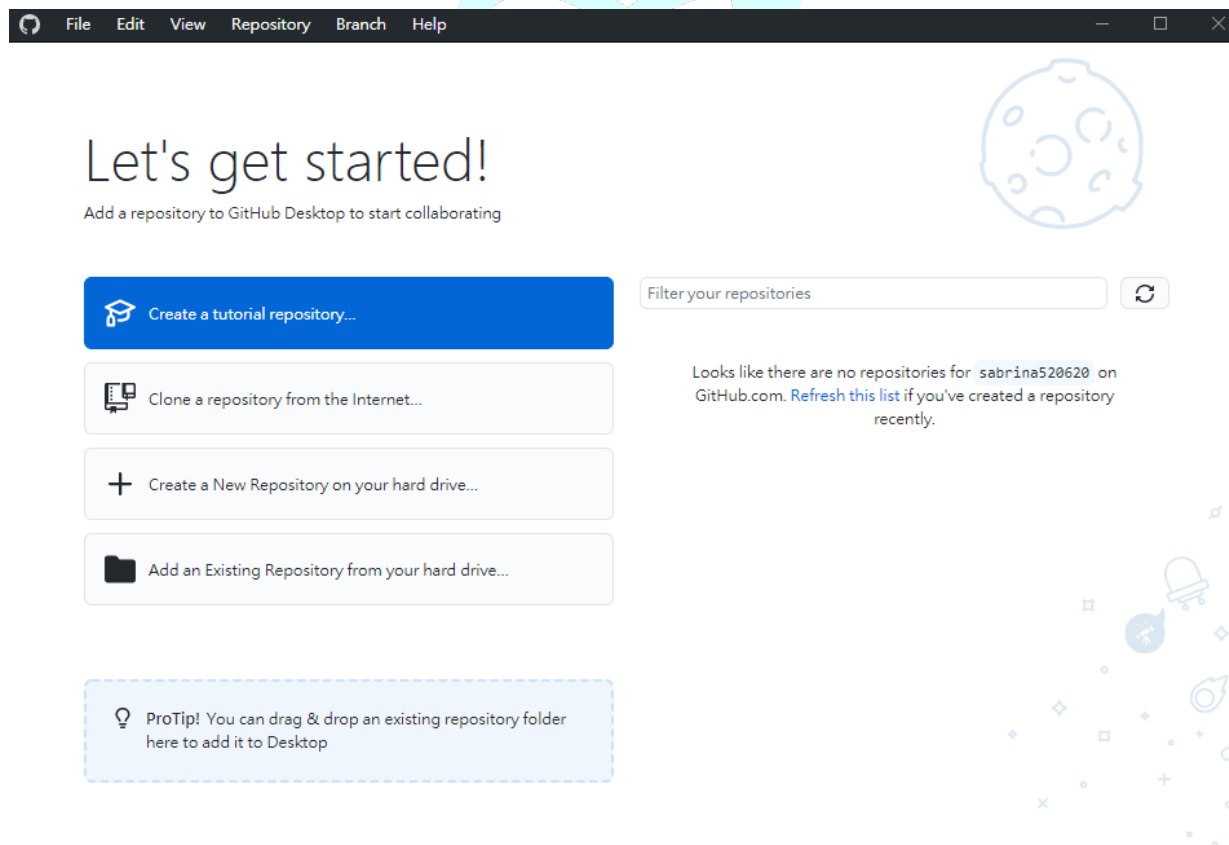 File Edit View Repository Branch Help
Let's get started!
Add a repository to GitHub Desktop to start collaborating
Create a tutorial repository...
Clone a repository from the Internet...
Create a New Repository on your hard drive...
Add an Existing Repository from your hard drive...
ProTip! You can drag & drop an existing repository folder
here to add it to Desktop
Filter your repositories
Looks like there are no repositories for sabrina520620 on
GitHub.com. Refresh this list if you've created a repository
recently.